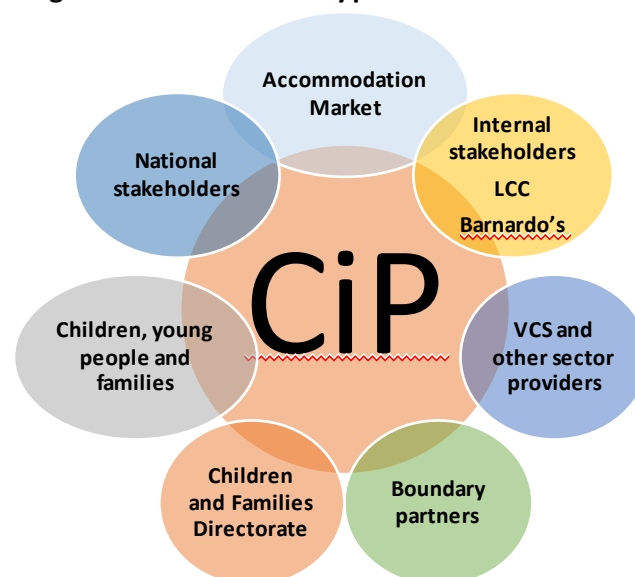 Accommodation
Market
Internal
stakeholders
LCC
Barnardo's
National
stakeholders
CiP
Children, young
people and
families
VCS and
other sector
providers
Children
and Families
Directorate
Boundary
partners